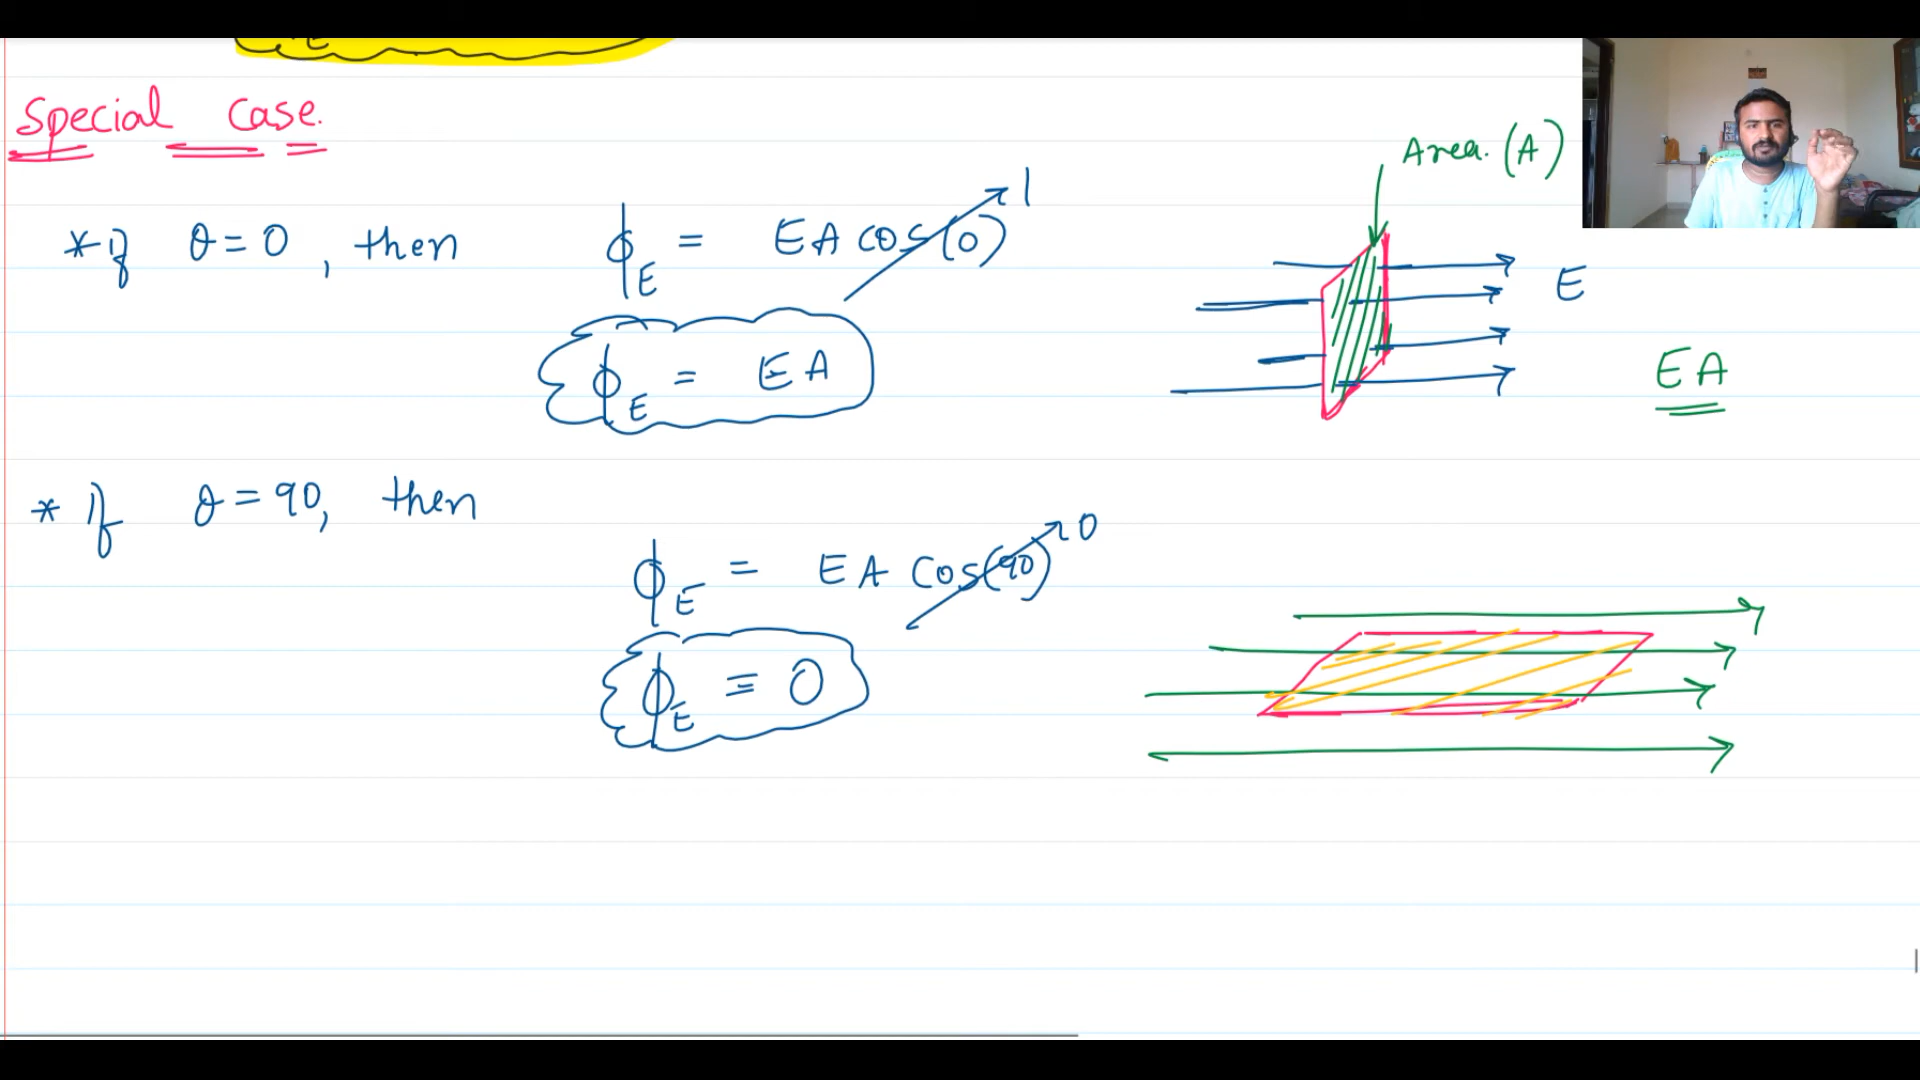 Special Case.
* if θ = 0 , then ϕE = EA cos(0) 1
ϕE = EA
Area. (A)
E
EA
* If θ = 90, then
ϕE = EA Cos(90) 0
ϕE = 0